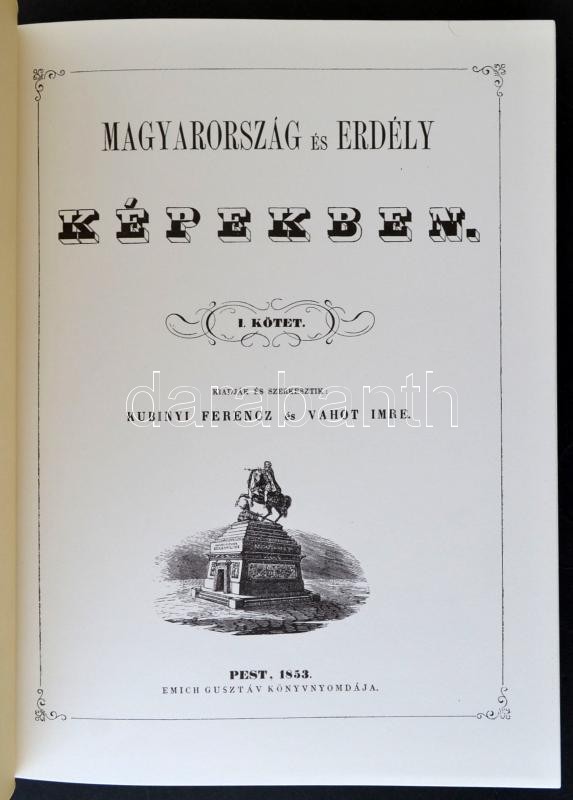 MAGYARORSZÁG ÉS ERDÉLY
KÉPEKBEN.
I. KÖTET.
KIADJÁK ÉS SZERKESZTIK:
KUBINYI FERENCZ és VAHOT IMRE.
darabanth
PEST, 1853.
EMICH GUSZTÁV KÖNYVNYOMDÁJA.